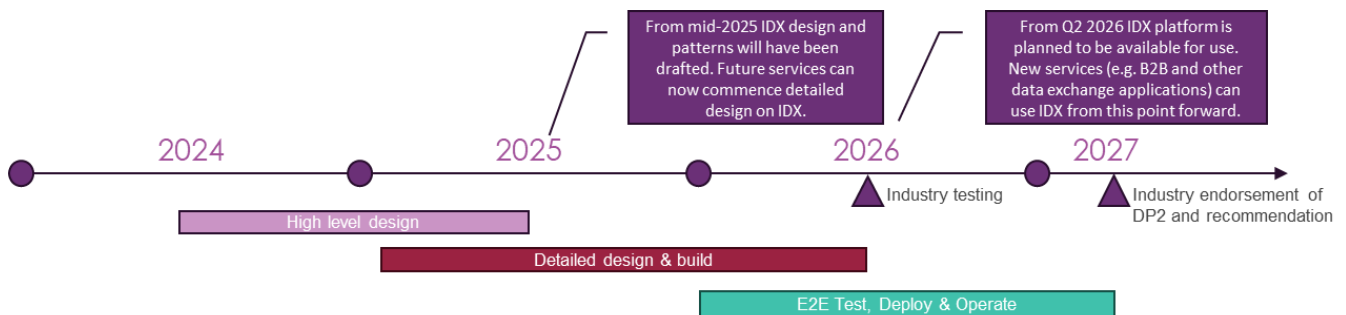 From mid-2025 IDX design and
patterns will have been
drafted. Future services can
now commence detailed
design on IDX.
From Q2 2026 IDX platform is
planned to be available for use.
New services (e.g. B2B and other
data exchange applications) can
use IDX from this point forward.
2024
2025
2026
2027
Industry testing
Industry endorsement of
DP2 and recommendation
High level design
Detailed design & build
E2E Test, Deploy & Operate